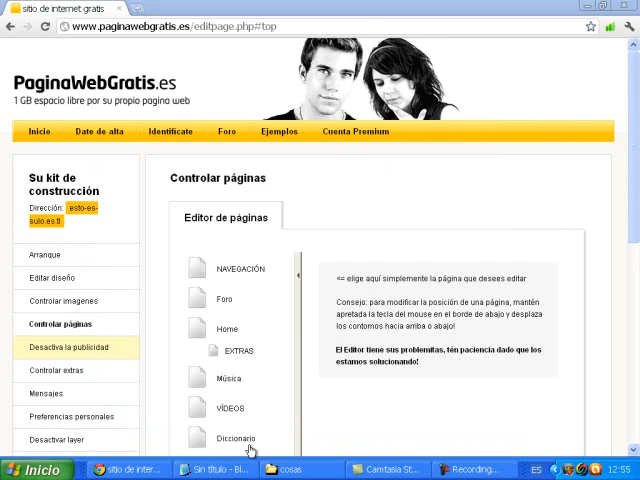 sitio de internet gratis
www.paginawebgratis.es/editpage.php#top
PaginaWebGratis.es
1 GB espacio libre por su propio pagina web
Inicio Date de alta Identifícate Foro Ejemplos Cuenta Premium
Su kit de
construcción
Dirección: esto-es-
sulo.es.tl
Arranque
Editar diseño
Controlar imagenes
Controlar páginas
Desactiva la publicidad
Controlar extras
Mensajes
Preferencias personales
Desactivar layer
Controlar páginas
Editor de páginas
NAVEGACIÓN
Foro
Home
EXTRAS
Música
VÍDEOS
Diccionario
<= elige aquí simplemente la página que desees editar
Consejo: para modificar la posición de una página, mantén
apretada la tecla del mouse en el borde de abajo y desplaza
los contornos hacia arriba o abajo!
El Editor tiene sus problemitas, tén paciencia dado que los
estamos solucionando!
Inicio sitio de inter... Sin título - Bl... cosas Camtasia St... Recording... ES 12:55